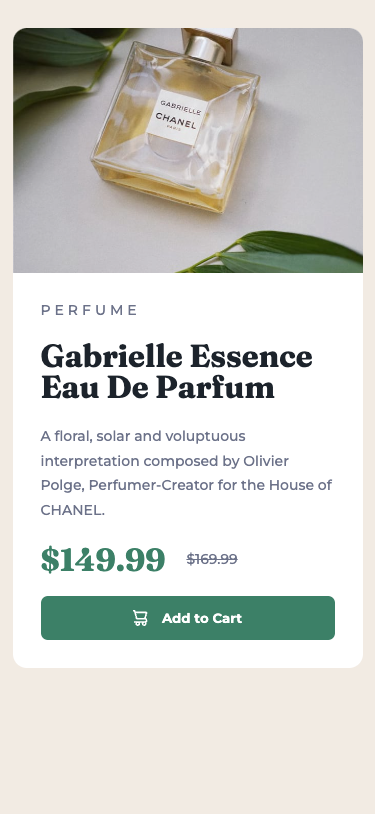 GABRIELLE
CHANEL
PARIS
PERFUME
Gabrielle Essence
Eau De Parfum
A floral, solar and voluptuous
interpretation composed by Olivier
Polge, Perfumer-Creator for the House of
CHANEL.
$149.99 $169.99
Add to Cart